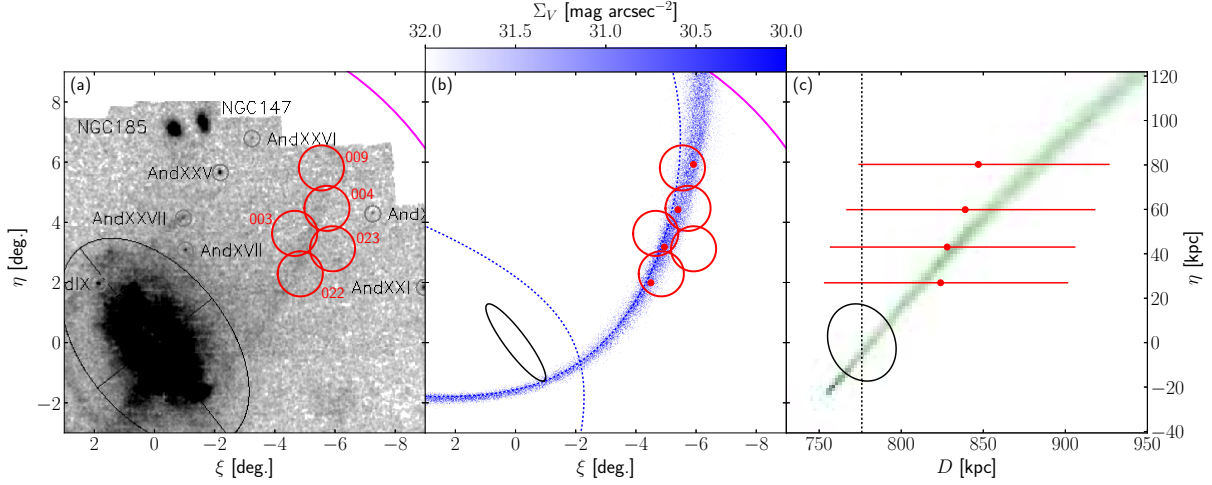 Σ_V [mag arcsec⁻²]
32.0 31.5 31.0 30.5 30.0
(a)
NGC147
NGC185
AndXXVI
009
AndXXV
004
AndXXVII
003
AndX
023
AndXVII
dIX
022
AndXXI
8
6
4
2
0
−2
η [deg.]
2 0 −2 −4 −6 −8
ξ [deg.]
(b)
2 0 −2 −4 −6 −8
ξ [deg.]
(c)
120
100
80
60
40
20
0
−20
−40
η [kpc]
750 800 850 900 950
D [kpc]